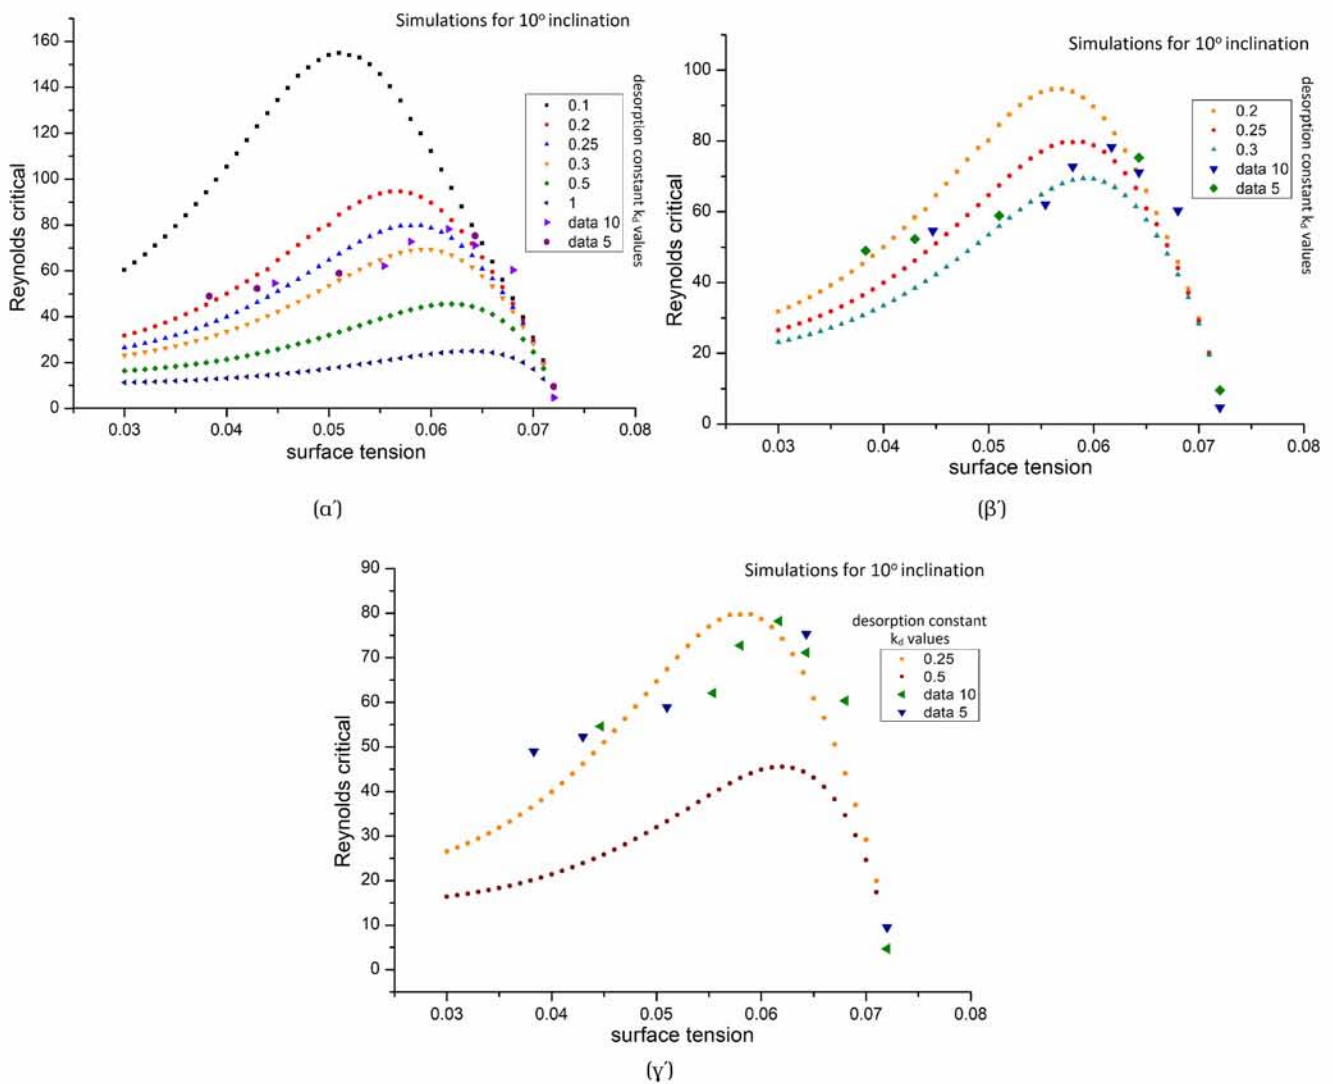 Simulations for 10º inclination
160
140
120
100
80
60
40
20
0
Reynolds critical
0.03
0.04
0.05
0.06
0.07
0.08
surface tension
0.1
0.2
0.25
0.3
0.5
1
data 10
data 5
desorption constant kd values
(α΄)
Simulations for 10º inclination
100
80
60
40
20
0
Reynolds critical
0.03
0.04
0.05
0.06
0.07
0.08
surface tension
0.2
0.25
0.3
data 10
data 5
desorption constant kd values
(β΄)
Simulations for 10º inclination
90
80
70
60
50
40
30
20
10
0
Reynolds critical
0.03
0.04
0.05
0.06
0.07
0.08
surface tension
desorption constant
kd values
0.25
0.5
data 10
data 5
(γ΄)